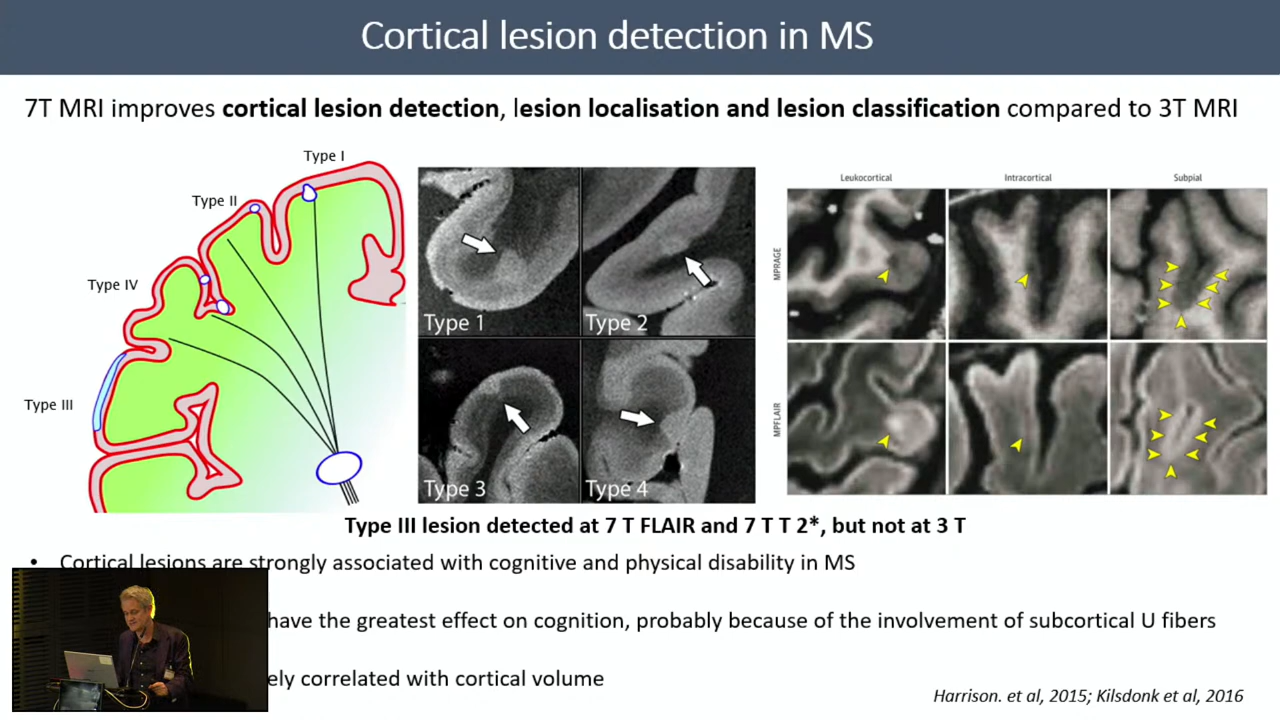 Cortical lesion detection in MS
7T MRI improves cortical lesion detection, lesion localisation and lesion classification compared to 3T MRI
Type I
Type II
Type IV
Type III
Type 1
Type 2
Type 3
Type 4
Leukocortical
Intracortical
Subpial
MPRAGE
MPFLAIR
Type III lesion detected at 7 T FLAIR and 7 T T 2*, but not at 3 T
• Cortical lesions are strongly associated with cognitive and physical disability in MS
have the greatest effect on cognition, probably because of the involvement of subcortical U fibers
ely correlated with cortical volume
Harrison. et al, 2015; Kilsdonk et al, 2016